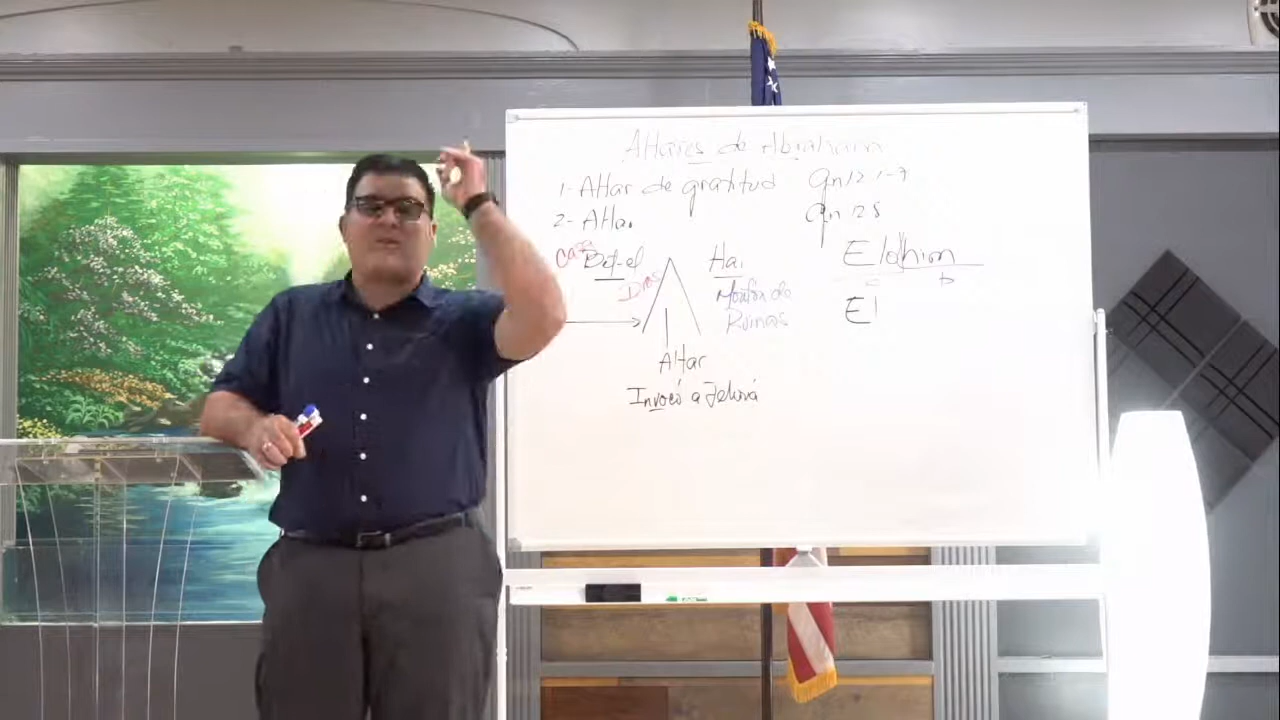 Altares de Abraham
1- Altar de gratitud Gn 12 1-7
2- Altar Gn 12 8
Casa
Bet-el Hai Elohim
Dios Montón de
Ruinas El
Altar
Invocó a Jehová